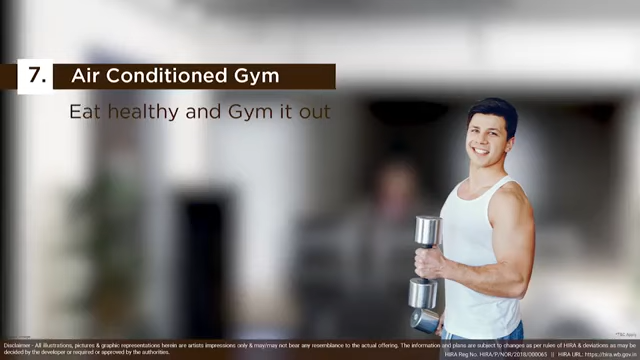 7. Air Conditioned Gym
Eat healthy and Gym it out
*T&C Apply
Disclaimer - All illustrations, pictures & graphic representations herein are artists impressions only & may/may not bear any resemblance to the actual offering. The information and plans are subject to changes as per rules of HIRA & deviations as may be
decided by the developer or required or approved by the authorities.
HIRA Reg No. HIRA/P/NOR/2018/000065 || HIRA URL: https://hira.wb.gov.in